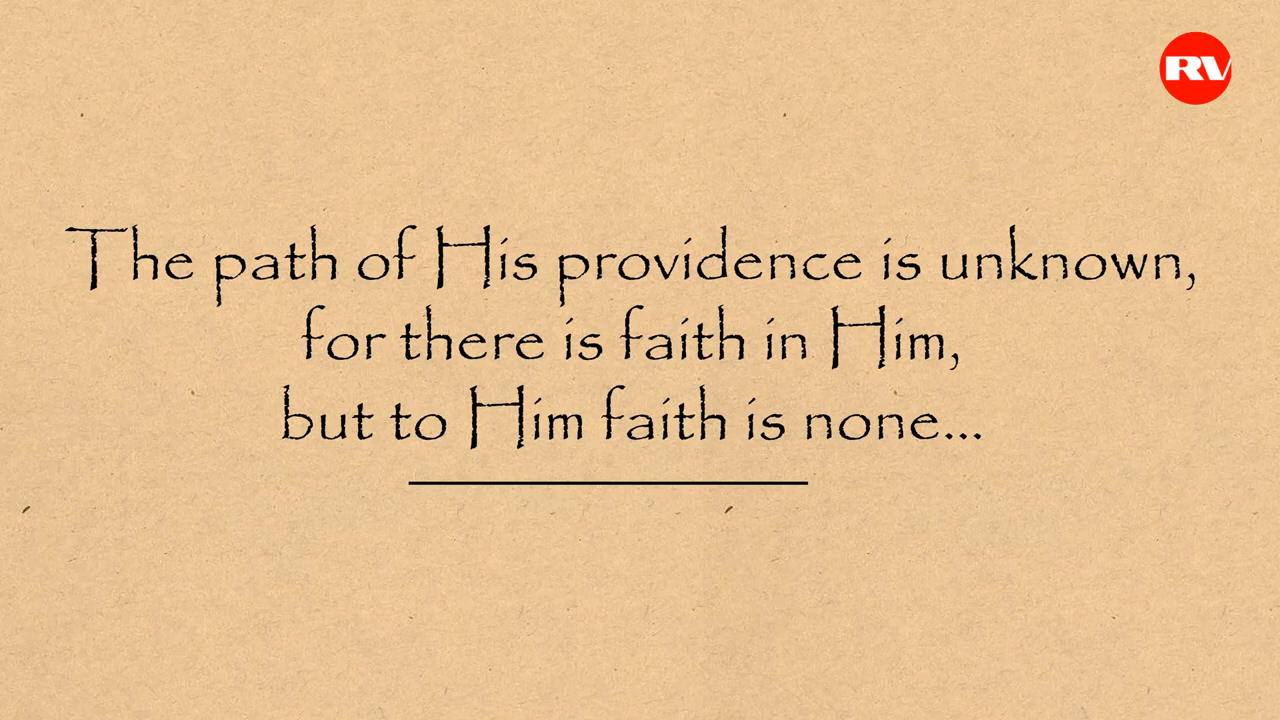 RV
The path of His providence is unknown,
for there is faith in Him,
but to Him faith is none...